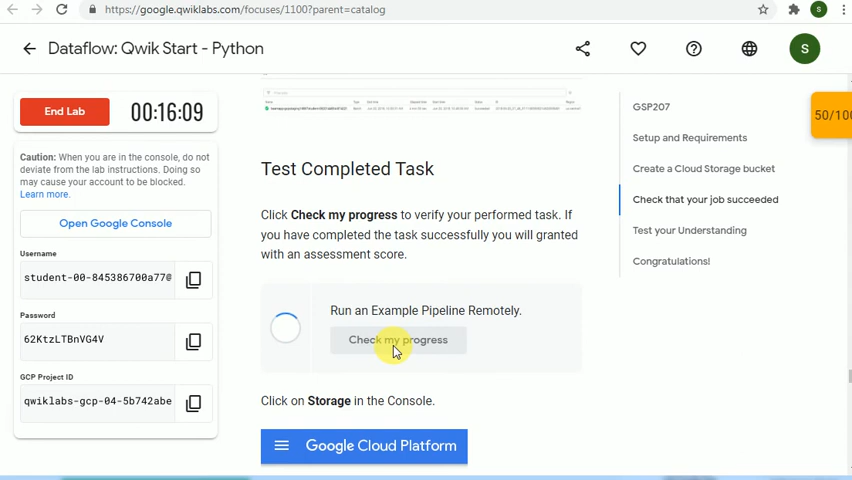 https://google.qwiklabs.com/focuses/1100?parent=catalog
S
Dataflow: Qwik Start - Python
S
End Lab
00:16:09
Caution: When you are in the console, do not
deviate from the lab instructions. Doing so
may cause your account to be blocked.
Learn more.
Open Google Console
Username
student-00-845386700a77@
Password
62KtzLTBnVG4V
GCP Project ID
qwiklabs-gcp-04-5b742abe
Test Completed Task
Click Check my progress to verify your performed task. If
you have completed the task successfully you will granted
with an assessment score.
Run an Example Pipeline Remotely.
Check my progress
Click on Storage in the Console.
Google Cloud Platform
50/100
GSP207
Setup and Requirements
Create a Cloud Storage bucket
Check that your job succeeded
Test your Understanding
Congratulations!